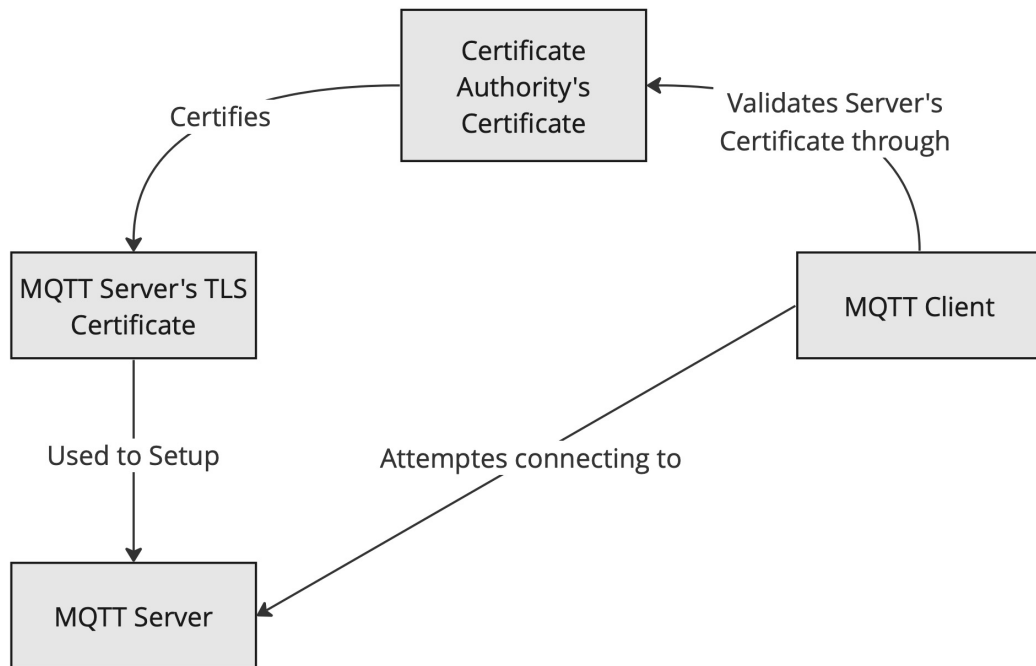 Certificate
Authority's
Certificate
Certifies
Validates Server's
Certificate through
MQTT Server's TLS
Certificate
MQTT Client
Used to Setup
Attemptes connecting to
MQTT Server